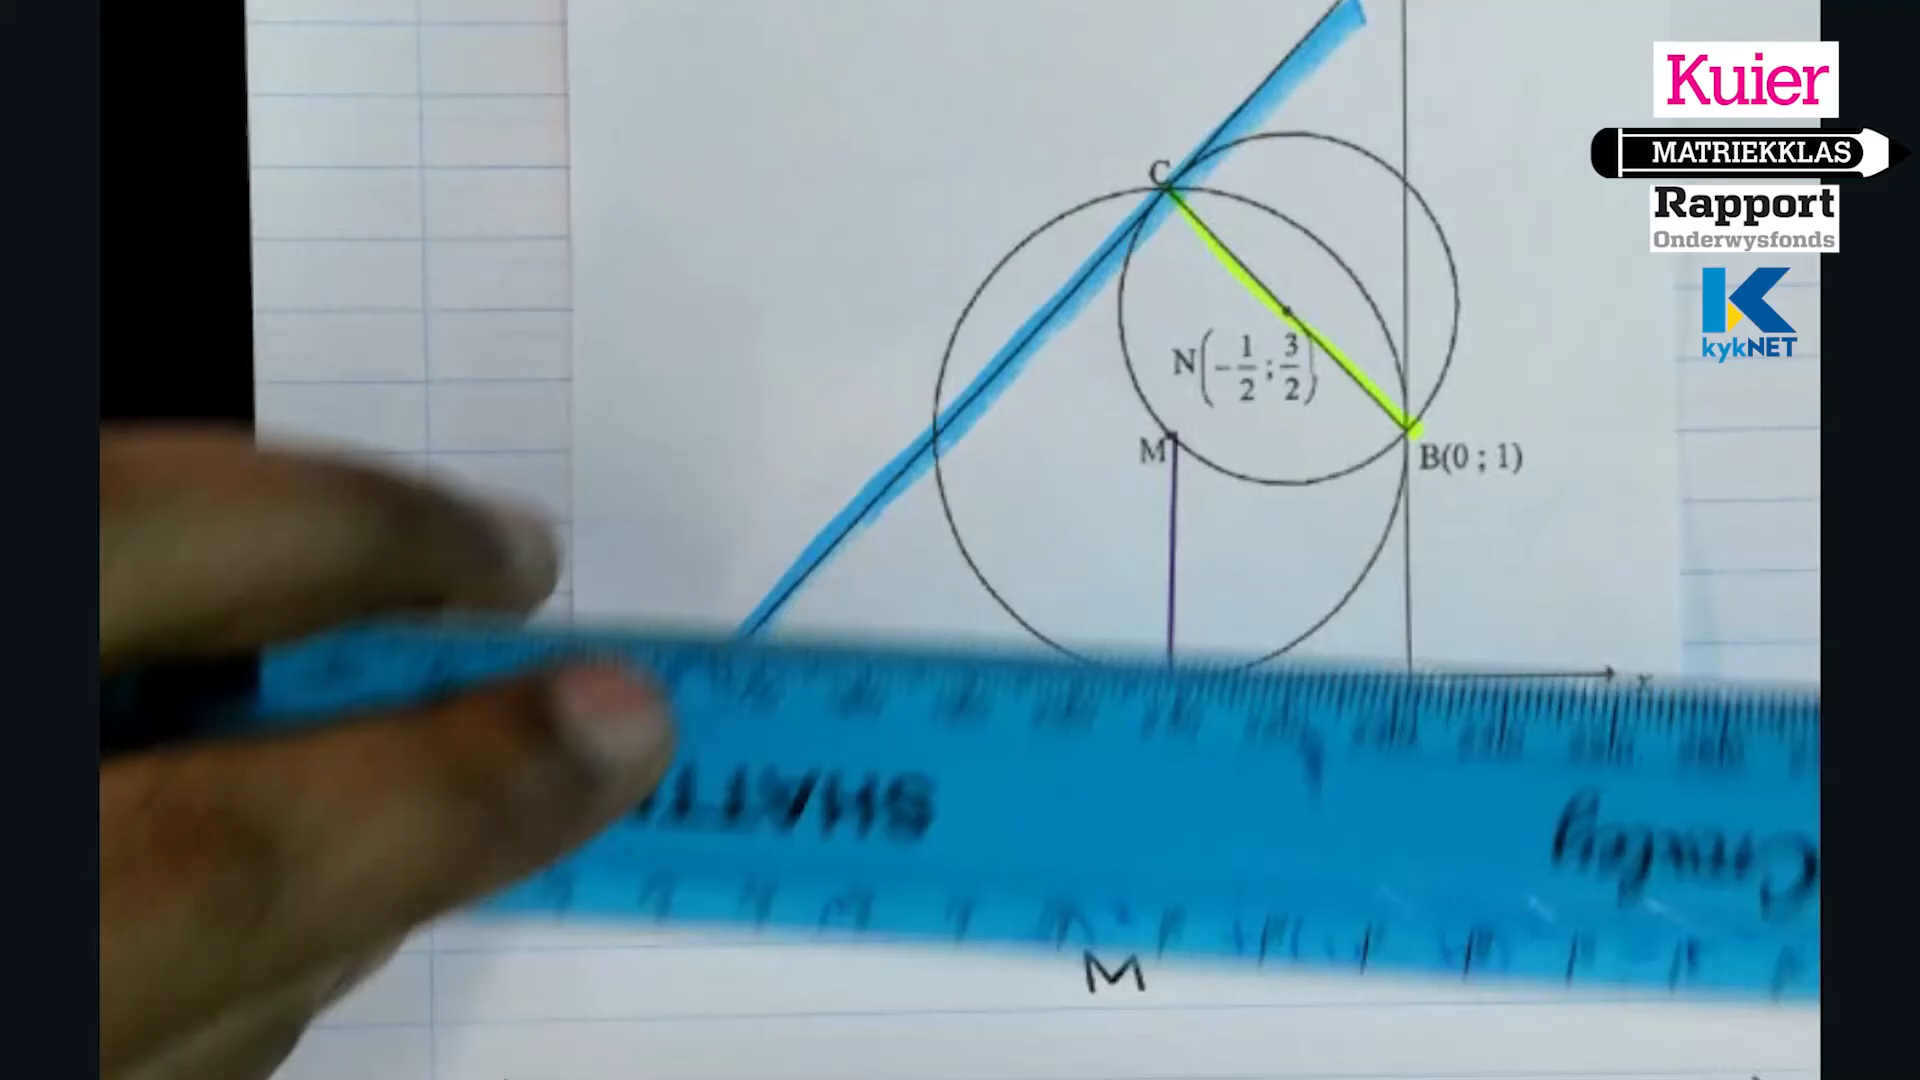 Kuier
MATRIEKKLAS
Rapport
Onderwysfonds
kykNET
C
N(-1/2 ; 3/2)
M
B(0 ; 1)
x
M